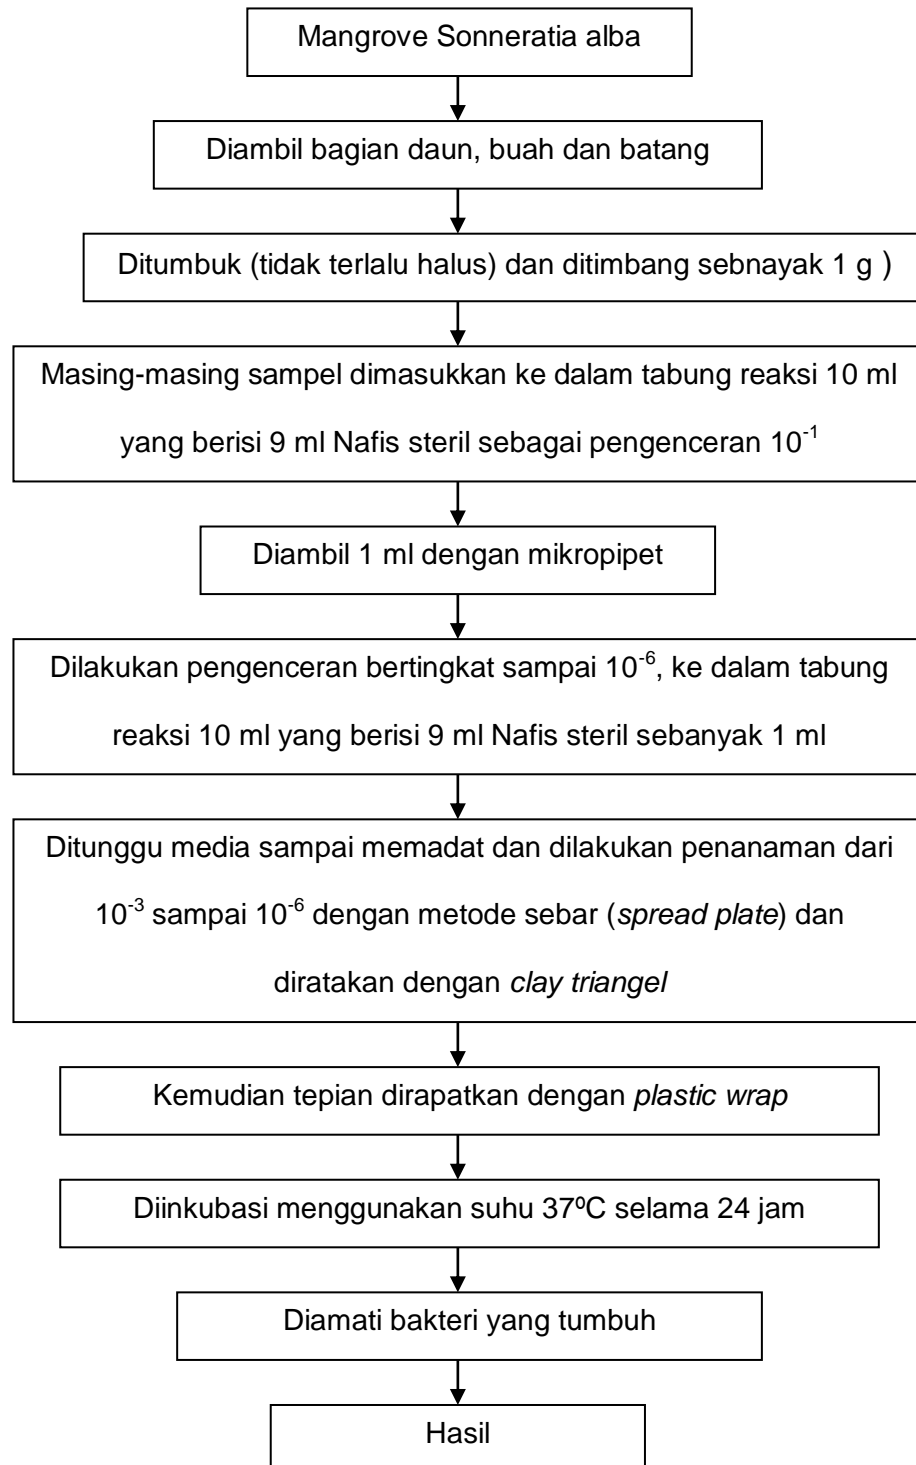 Mangrove Sonneratia alba
Diambil bagian daun, buah dan batang
Ditumbuk (tidak terlalu halus) dan ditimbang sebnayak 1 g )
Masing-masing sampel dimasukkan ke dalam tabung reaksi 10 ml
yang berisi 9 ml Nafis steril sebagai pengenceran 10⁻¹
Diambil 1 ml dengan mikropipet
Dilakukan pengenceran bertingkat sampai 10⁻⁶, ke dalam tabung
reaksi 10 ml yang berisi 9 ml Nafis steril sebanyak 1 ml
Ditunggu media sampai memadat dan dilakukan penanaman dari
10⁻³ sampai 10⁻⁶ dengan metode sebar (spread plate) dan
diratakan dengan clay triangel
Kemudian tepian dirapatkan dengan plastic wrap
Diinkubasi menggunakan suhu 37⁰C selama 24 jam
Diamati bakteri yang tumbuh
Hasil